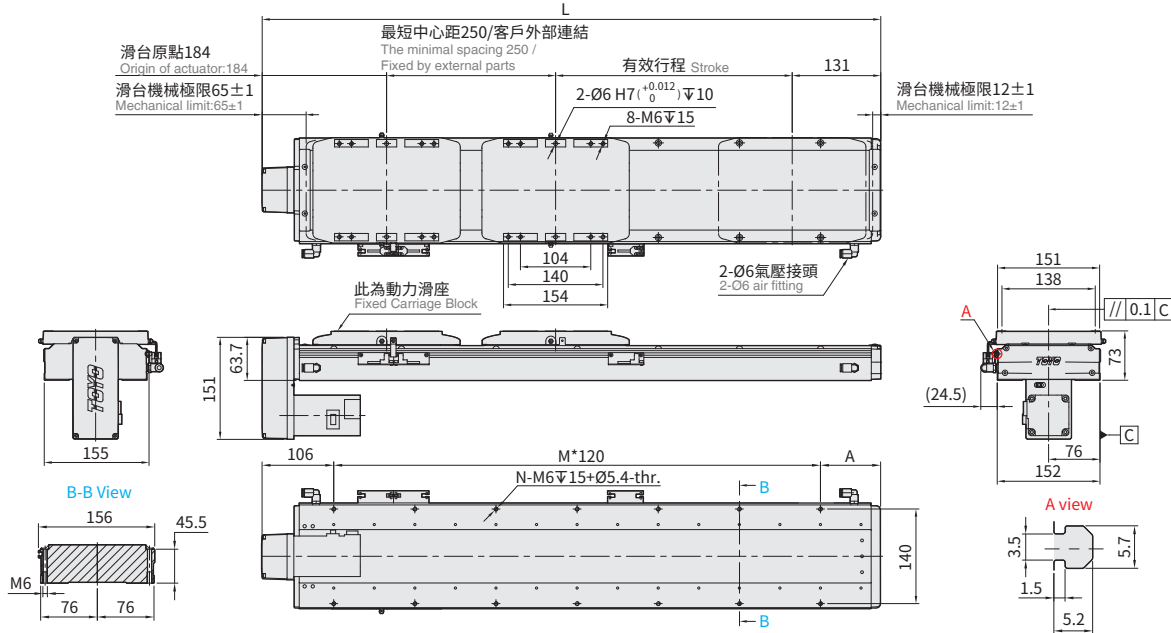 L
最短中心距250/客戶外部連結
The minimal spacing 250 /
Fixed by external parts
滑台原點184
Origin of actuator:184
有效行程 Stroke
131
滑台機械極限65±1
Mechanical limit:65±1
滑台機械極限12±1
Mechanical limit:12±1
2-Ø6 H7(+0.012 0)↧10
8-M6↧15
104
140
154
2-Ø6氣壓接頭
2-Ø6 air fitting
151
138
// 0.1 C
A
TOYO
73
(24.5)
C
76
152
此為動力滑座
Fixed Carriage Block
63.7
151
TOYO
155
106
M*120
A
N-M6↧15+Ø5.4-thr.
B
B
140
B-B View
156
45.5
M6
76
76
A view
3.5
5.7
1.5
5.2